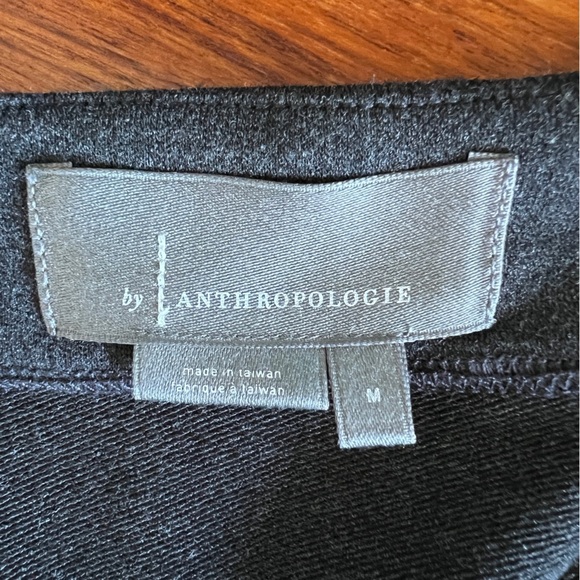 by ANTHROPOLOGIE
made in taiwan
fabriqué à taiwan
M